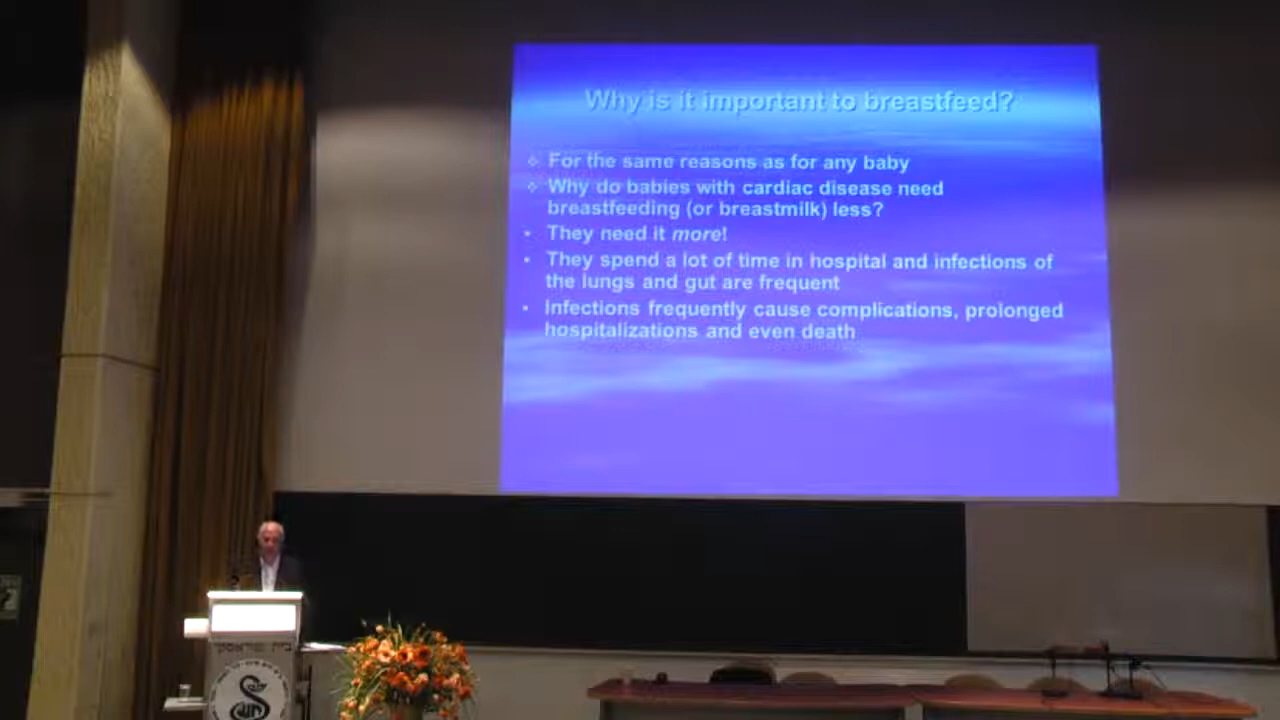 Why is it important to breastfeed?
❖ For the same reasons as for any baby
❖ Why do babies with cardiac disease need
breastfeeding (or breastmilk) less?
• They need it more!
• They spend a lot of time in hospital and infections of
the lungs and gut are frequent
• Infections frequently cause complications, prolonged
hospitalizations and even death